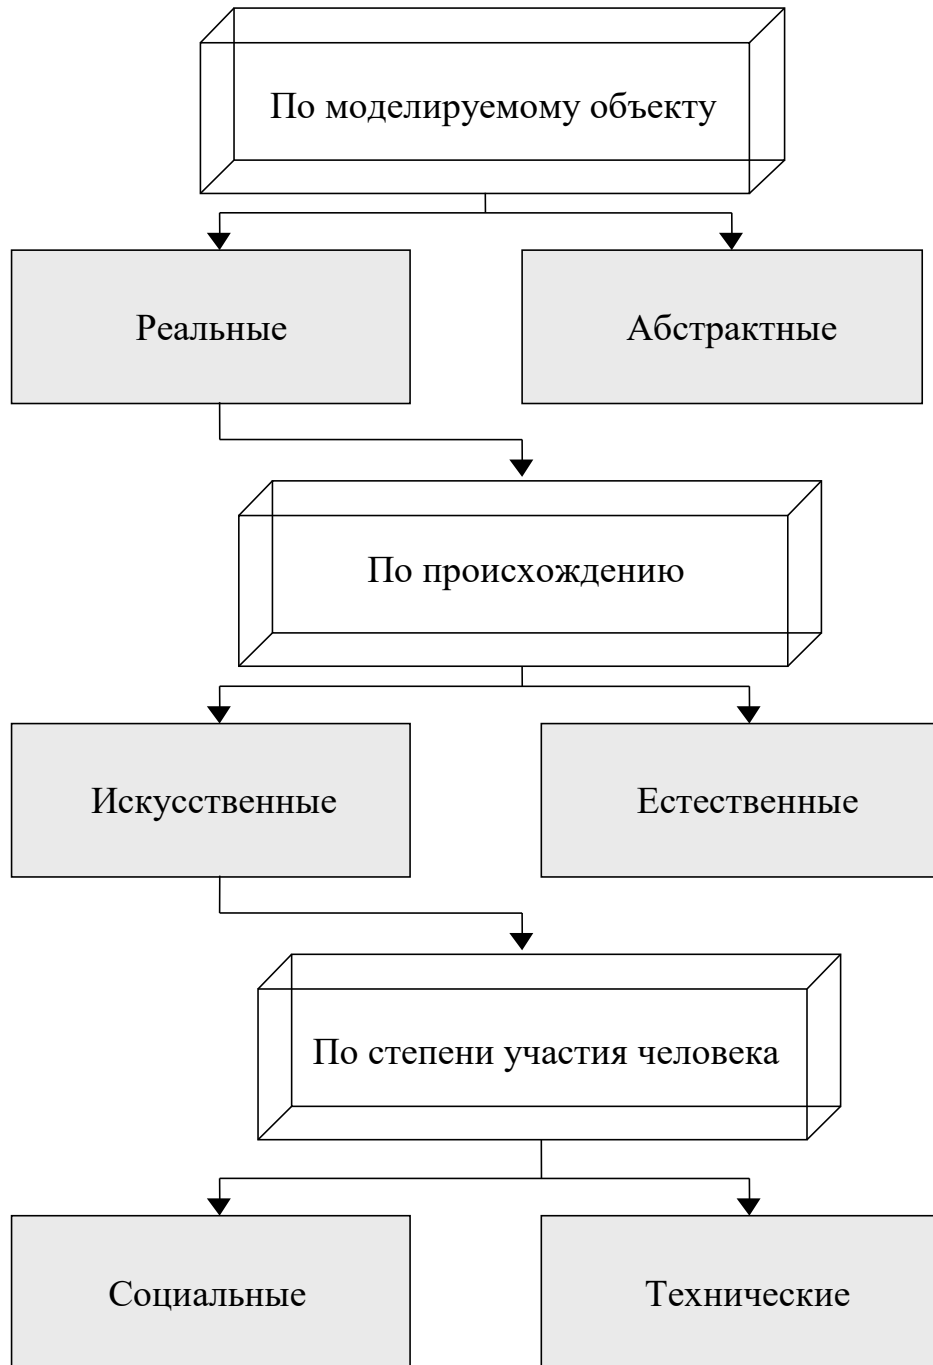 По моделируемому объекту
Реальные
Абстрактные
По происхождению
Искусственные
Естественные
По степени участия человека
Социальные
Технические